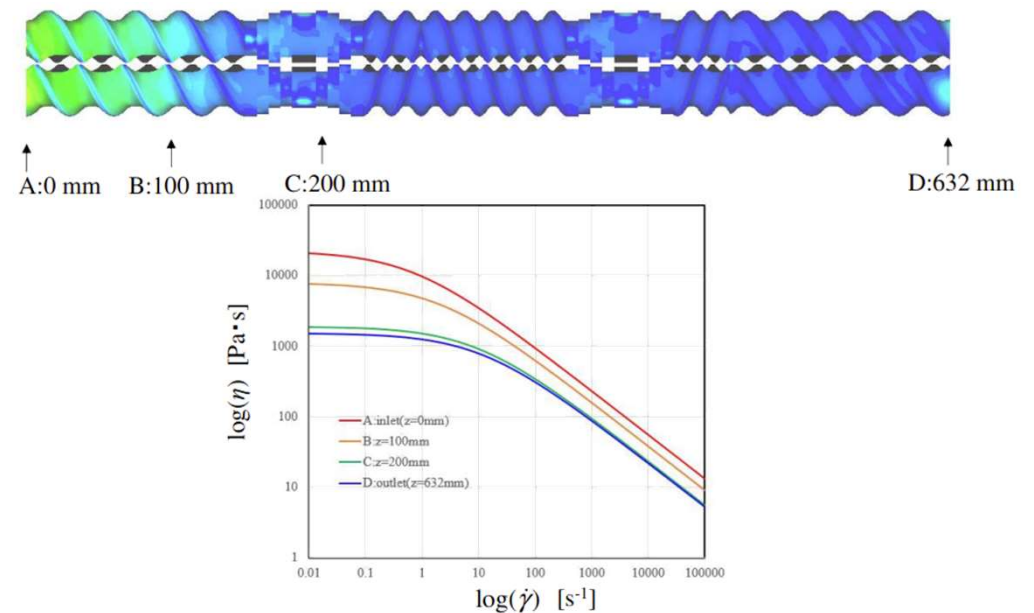 A:0 mm B:100 mm C:200 mm D:632 mm
100000
10000
1000
100
10
1
log(η) [Pa•s]
A:inlet(z=0mm)
B:z=100mm
C:z=200mm
D:outlet(z=632mm)
0.01 0.1 1 10 100 1000 10000 100000
log(γ̇) [s⁻¹]